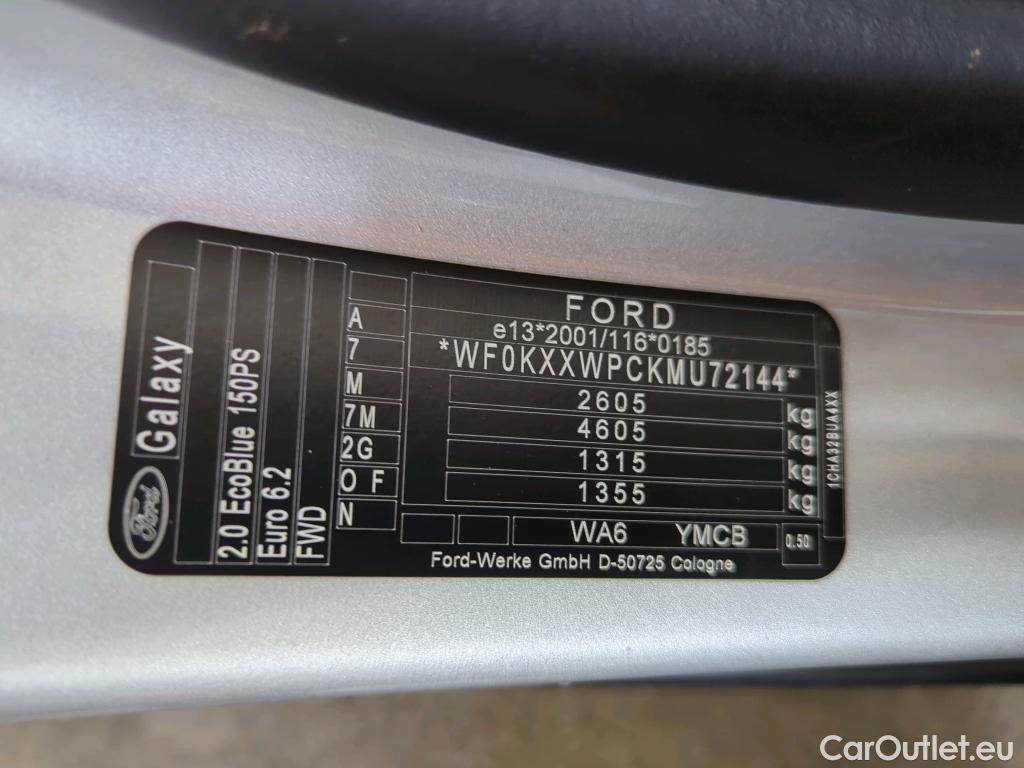 FORD
e13*2001/116*0185
*WF0KXXWPCKMU72144*
2605 kg
4605 kg
1315 kg
1355 kg
WA6 YMCB 0.50
Ford-Werke GmbH D-50725 Cologne
A
7
M
7M
2G
O F
N
Ford
Galaxy
2.0 EcoBlue 150PS
Euro 6.2
FWD
1CHA32BUA4XX
CarOutlet.eu